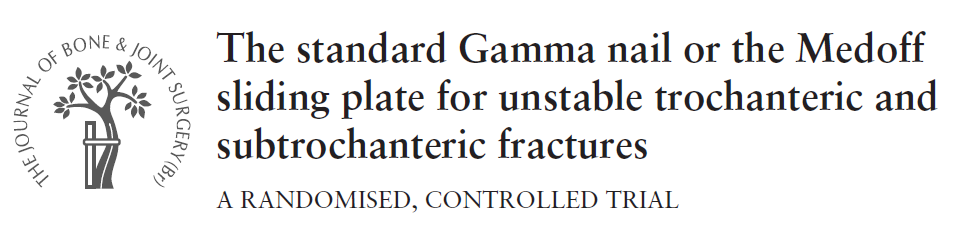 THE JOURNAL OF BONE & JOINT SURGERY (Br)
The standard Gamma nail or the Medoff
sliding plate for unstable trochanteric and
subtrochanteric fractures
A RANDOMISED, CONTROLLED TRIAL